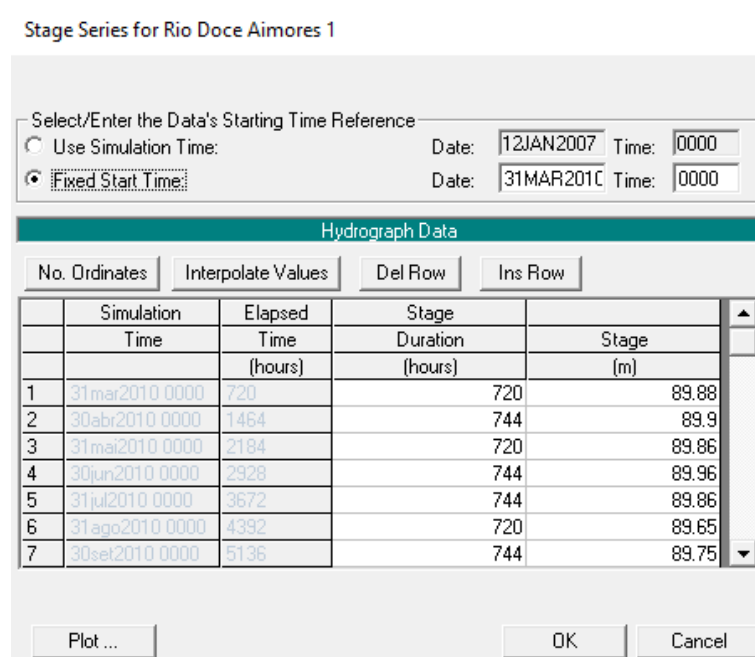 Stage Series for Rio Doce Aimores 1
Select/Enter the Data's Starting Time Reference
Use Simulation Time: Date: 12JAN2007 Time: 0000
Fixed Start Time: Date: 31MAR2010 Time: 0000
Hydrograph Data
No. Ordinates Interpolate Values Del Row Ins Row
Simulation Elapsed Stage
Time Time Duration Stage
(hours) (hours) (m)
1 31mar2010 0000 720 720 89.88
2 30abr2010 0000 1464 744 89.9
3 31mai2010 0000 2184 720 89.86
4 30jun2010 0000 2928 744 89.96
5 31jul2010 0000 3672 744 89.86
6 31ago2010 0000 4392 720 89.65
7 30set2010 0000 5136 744 89.75
Plot ... OK Cancel